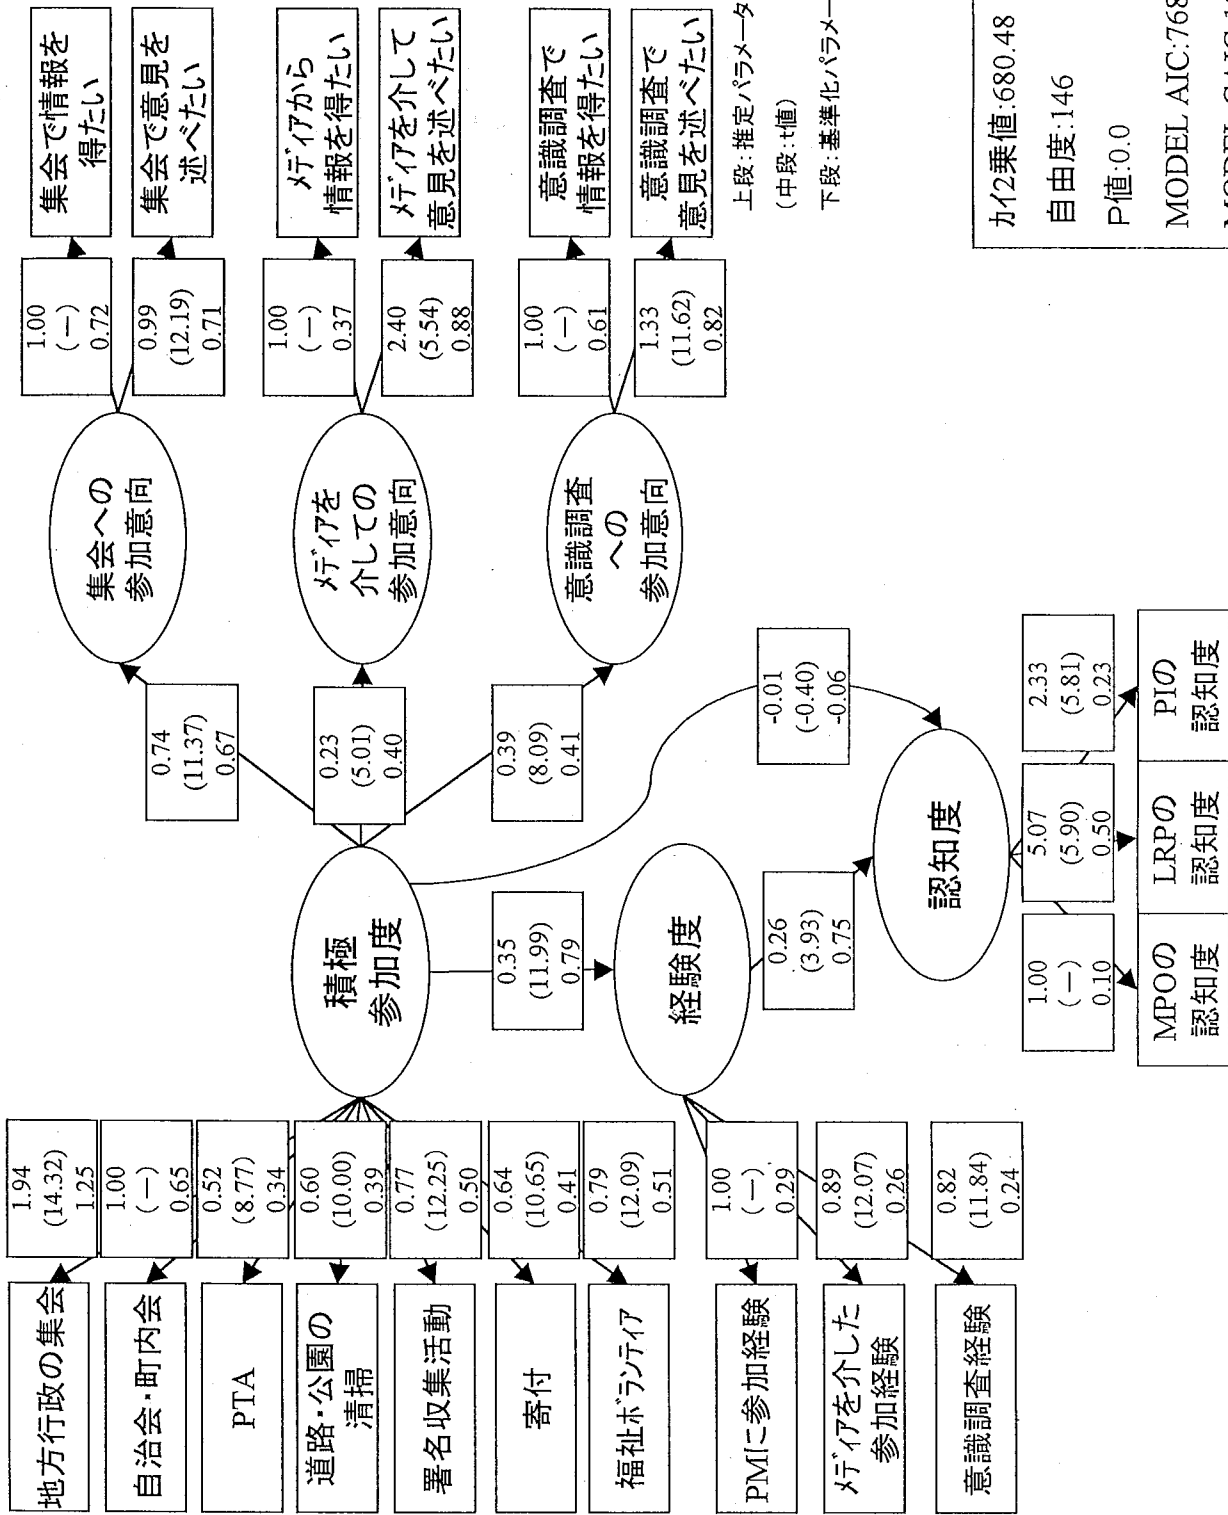 集会で情報を
得たい
集会で意見を
述べたい
メディアから
情報を得たい
メディアを介して
意見を述べたい
意識調査で
情報を得たい
意識調査で
意見を述べたい
1.00
(－)
0.72
0.99
(12.19)
0.71
1.00
(－)
0.37
2.40
(5.54)
0.88
1.00
(－)
0.61
1.33
(11.62)
0.82
上段:推定パラメータ
(中段:t値)
下段:基準化パラメー
集会への
参加意向
メディアを
介しての
参加意向
意識調査
への
参加意向
0.74
(11.37)
0.67
0.23
(5.01)
0.40
0.39
(8.09)
0.41
-0.01
(-0.40)
-0.06
積極
参加度
0.35
(11.99)
0.79
経験度
0.26
(3.93)
0.75
認知度
1.00
(－)
0.10
5.07
(5.90)
0.50
2.33
(5.81)
0.23
MPOの
認知度
LRPの
認知度
PIの
認知度
1.94
(14.32)
1.25
1.00
(－)
0.65
0.52
(8.77)
0.34
0.60
(10.00)
0.39
0.77
(12.25)
0.50
0.64
(10.65)
0.41
0.79
(12.09)
0.51
1.00
(－)
0.29
0.89
(12.07)
0.26
0.82
(11.84)
0.24
地方行政の集会
自治会・町内会
PTA
道路・公園の
清掃
署名収集活動
寄付
福祉ボランティア
PMIに参加経験
メディアを介した
参加経験
意識調査経験
カイ2乗値:680.48
自由度:146
P値:0.0
MODEL AIC:768